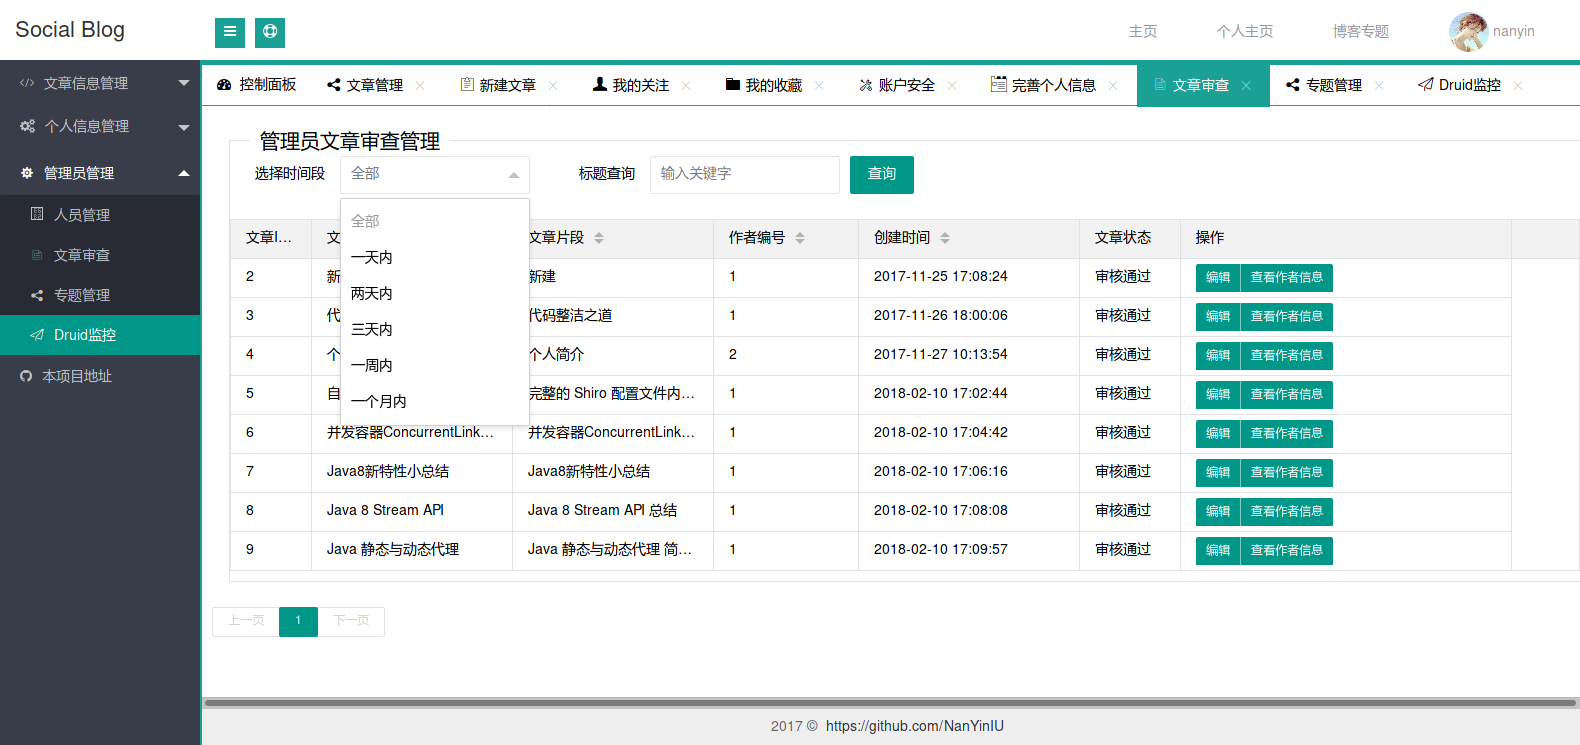 Social Blog
主页 个人主页 博客专题 nanyin
文章信息管理
个人信息管理
管理员管理
人员管理
文章审查
专题管理
Druid监控
本项目地址
控制面板 文章管理 新建文章 我的关注 我的收藏 账户安全 完善个人信息 文章审查 专题管理 Druid监控
管理员文章审查管理
选择时间段 全部 标题查询 输入关键字 查询
全部
一天内
两天内
三天内
一周内
一个月内
文章I... 文 文章片段 作者编号 创建时间 文章状态 操作
2 新 新建 1 2017-11-25 17:08:24 审核通过 编辑 查看作者信息
3 代 代码整洁之道 1 2017-11-26 18:00:06 审核通过 编辑 查看作者信息
4 个 个人简介 2 2017-11-27 10:13:54 审核通过 编辑 查看作者信息
5 自 完整的 Shiro 配置文件内... 1 2018-02-10 17:02:44 审核通过 编辑 查看作者信息
6 并发容器ConcurrentLink... 并发容器ConcurrentLink... 1 2018-02-10 17:04:42 审核通过 编辑 查看作者信息
7 Java8新特性小总结 Java8新特性小总结 1 2018-02-10 17:06:16 审核通过 编辑 查看作者信息
8 Java 8 Stream API Java 8 Stream API 总结 1 2018-02-10 17:08:08 审核通过 编辑 查看作者信息
9 Java 静态与动态代理 Java 静态与动态代理 简... 1 2018-02-10 17:09:57 审核通过 编辑 查看作者信息
上一页 1 下一页
2017 © https://github.com/NanYinIU